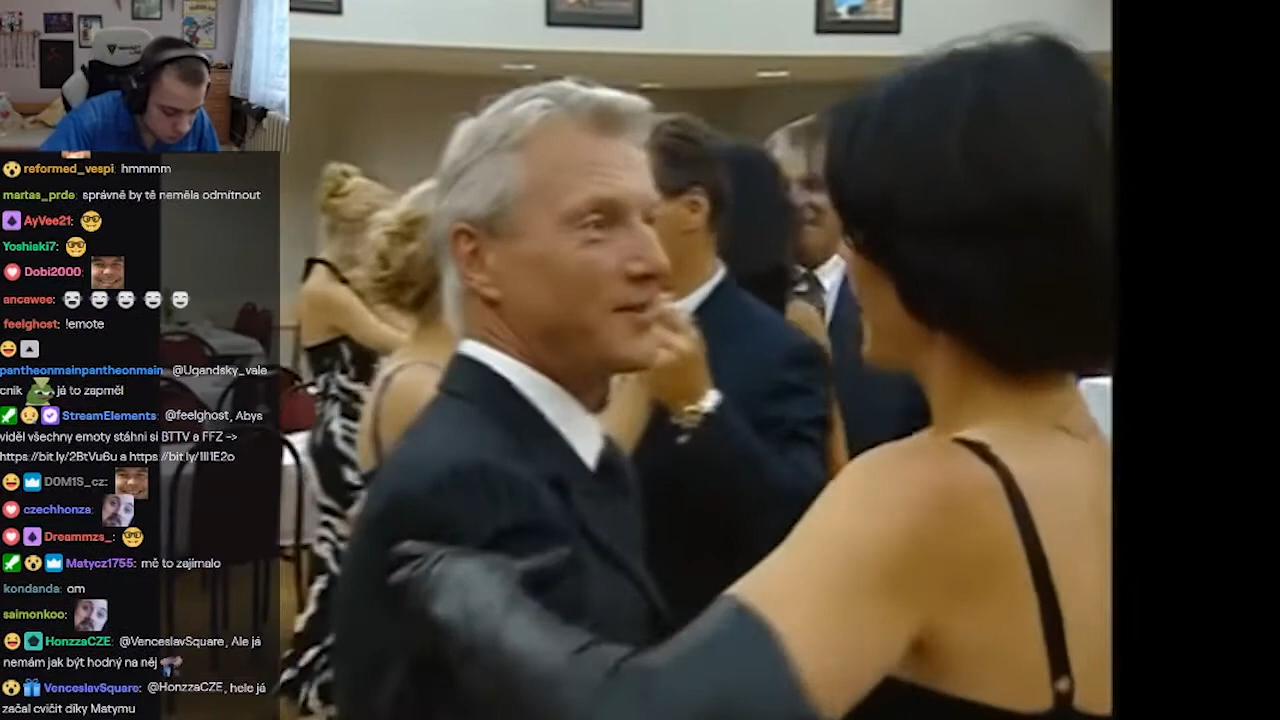 reformed_vespi: hmmmm
martas_prde: správně by tě neměla odmítnout
AyVee21:
Yoshiaki7:
Dobi2000:
ancawee:
feelghost: !emote
pantheonmainpantheonmain @Ugandsky_vale
cnik já to zapměl
StreamElements: @feelghost, Abys
viděl všechny emoty stáhni si BTTV a FFZ ->
https://bit.ly/2BtVu6u a https://bit.ly/1Il1E2o
D0M1S_cz:
czechhonza:
Dreammzs_:
Matycz1755: mě to zajímalo
kondanda: om
saimonkoo:
HonzzaCZE: @VenceslavSquare, Ale já
nemám jak být hodný na něj
VenceslavSquare: @HonzzaCZE, hele já
začal cvičit díky Matymu